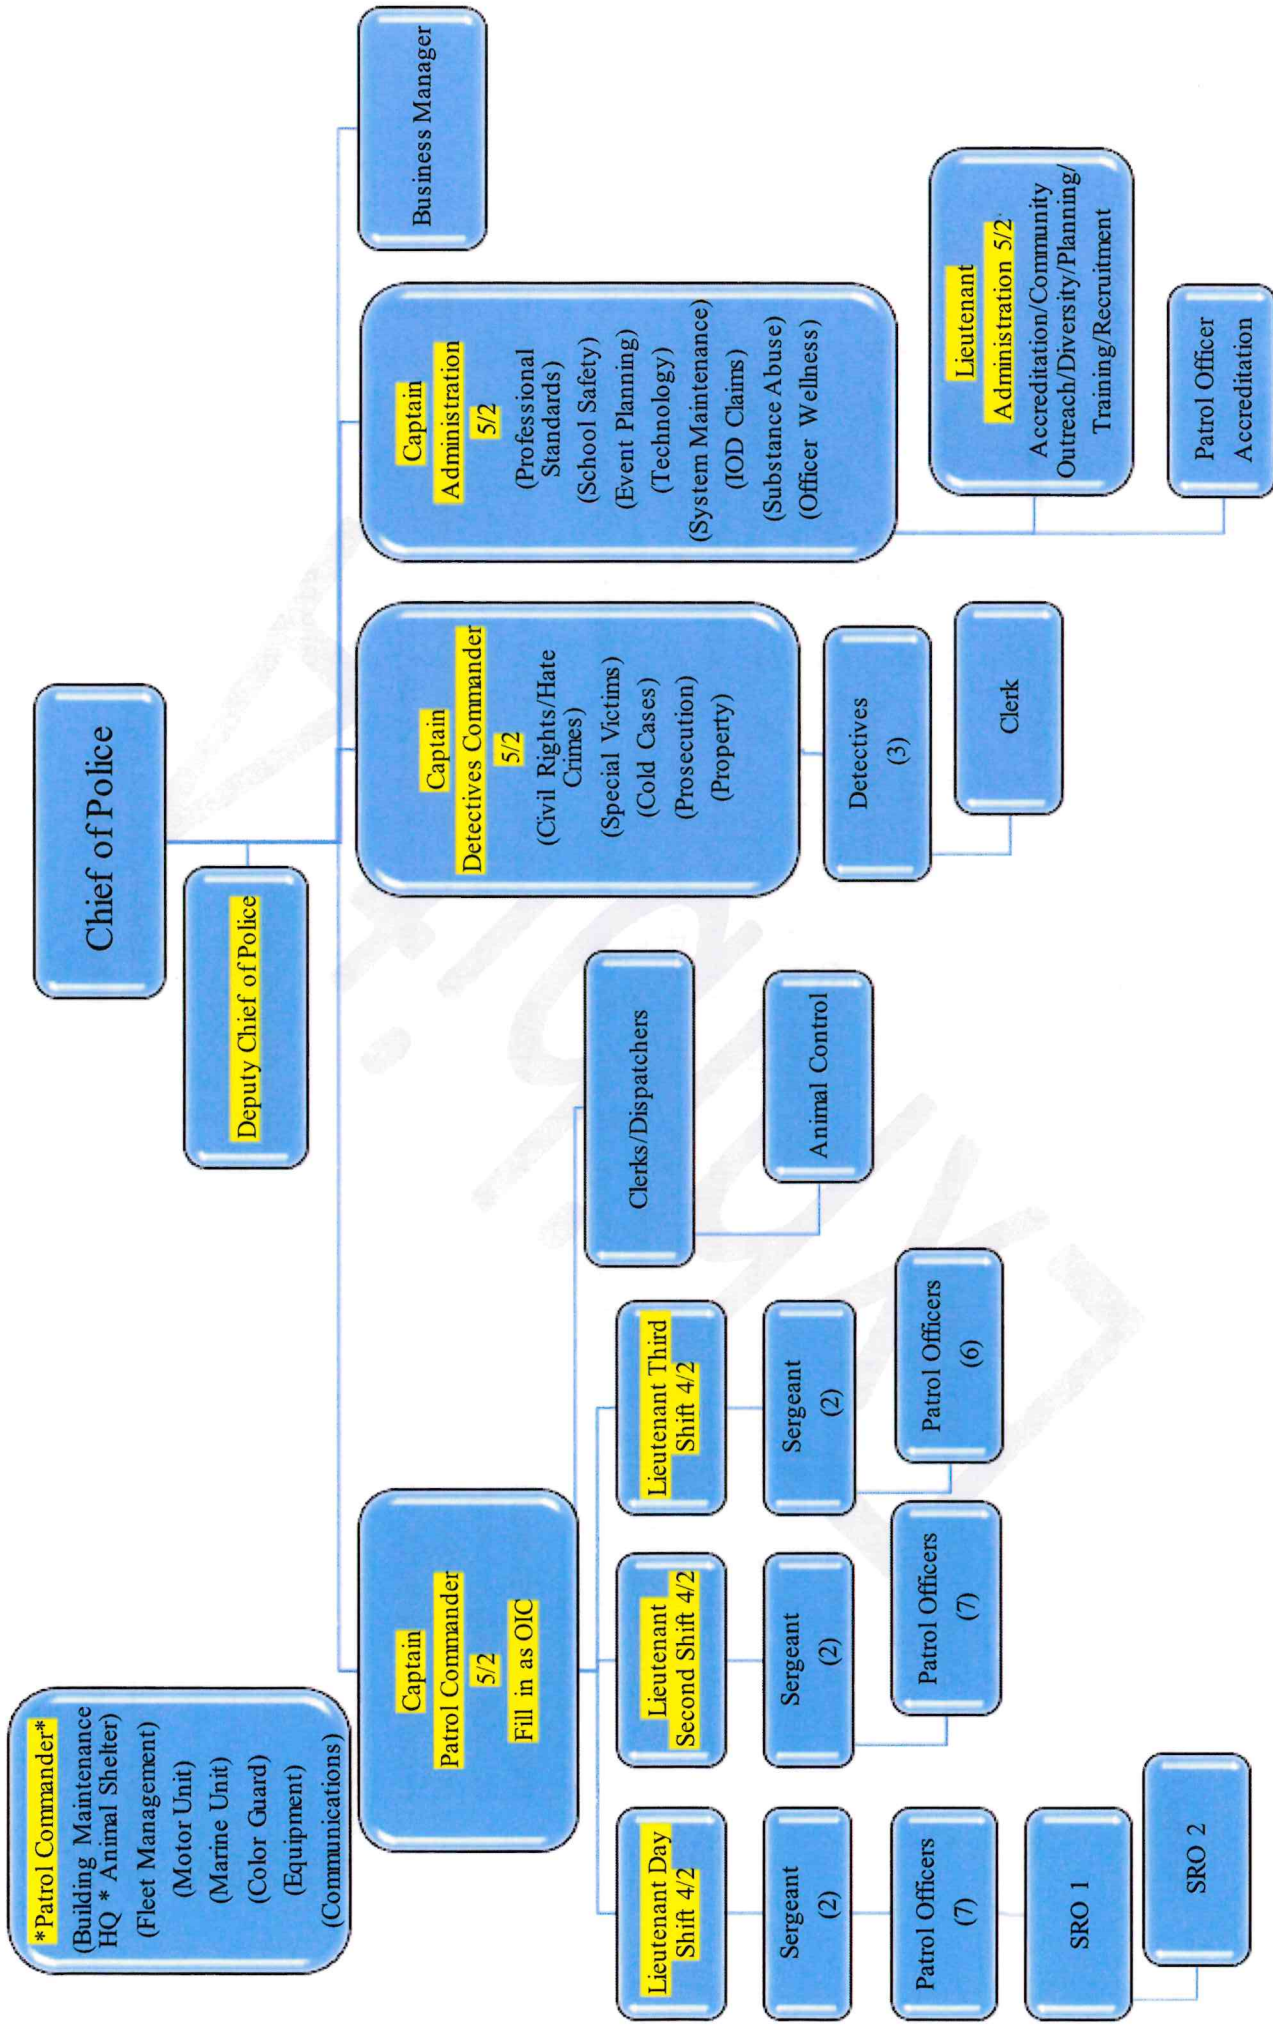 Chief of Police
Deputy Chief of Police
*Patrol Commander*
(Building Maintenance
HQ * Animal Shelter)
(Fleet Management)
(Motor Unit)
(Marine Unit)
(Color Guard)
(Equipment)
(Communications)
Captain
Patrol Commander
5/2
Fill in as OIC
Captain
Detectives Commander
5/2
(Civil Rights/Hate
Crimes)
(Special Victims)
(Cold Cases)
(Prosecution)
(Property)
Captain
Administration
5/2
(Professional
Standards)
(School Safety)
(Event Planning)
(Technology)
(System Maintenance)
(IOD Claims)
(Substance Abuse)
(Officer Wellness)
Business Manager
Lieutenant Day
Shift 4/2
Sergeant
(2)
Patrol Officers
(7)
SRO 1
SRO 2
Lieutenant
Second Shift 4/2
Sergeant
(2)
Patrol Officers
(7)
Lieutenant Third
Shift 4/2
Sergeant
(2)
Patrol Officers
(6)
Clerks/Dispatchers
Animal Control
Detectives
(3)
Clerk
Lieutenant
Administration 5/2
Accreditation/Community
Outreach/Diversity/Planning/
Training/Recruitment
Patrol Officer
Accreditation